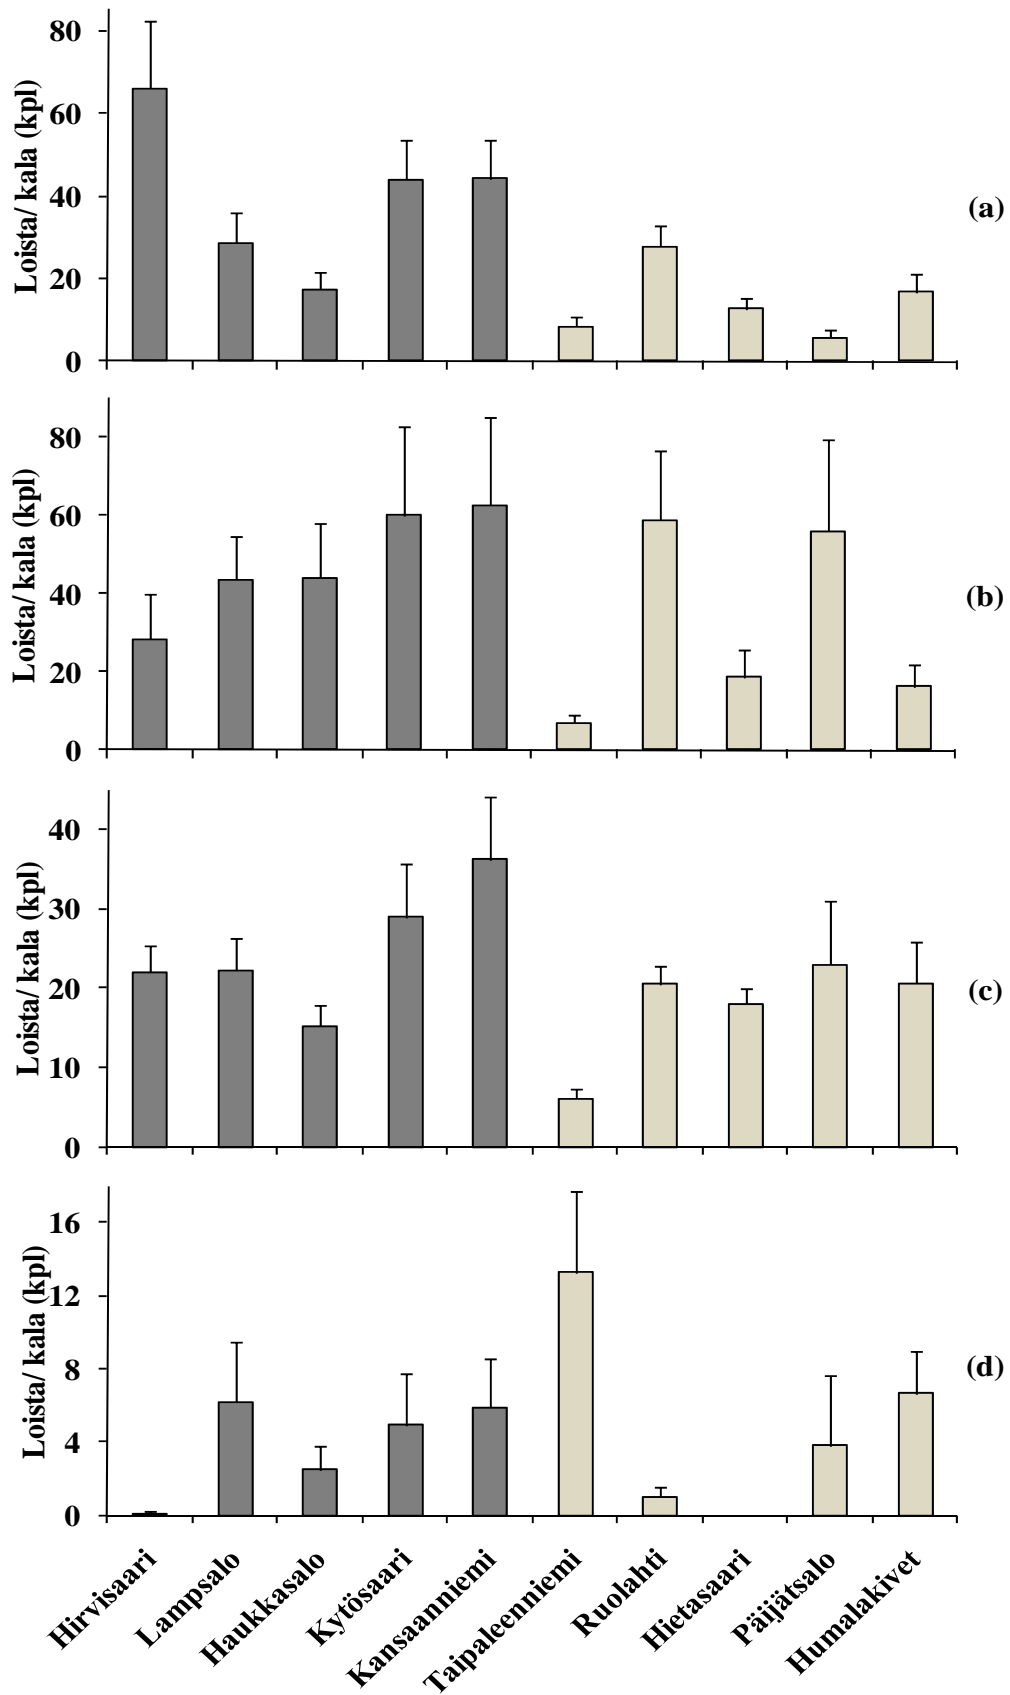 80
60
40
20
0
Loista/ kala (kpl)
(a)
80
60
40
20
0
Loista/ kala (kpl)
(b)
40
30
20
10
0
Loista/ kala (kpl)
(c)
16
12
8
4
0
Loista/ kala (kpl)
(d)
Hirvisaari
Lampsalo
Haukkasalo
Kytösaari
Kansaanniemi
Taipaleenniemi
Ruolahti
Hietasaari
Päijätsalo
Humalakivet